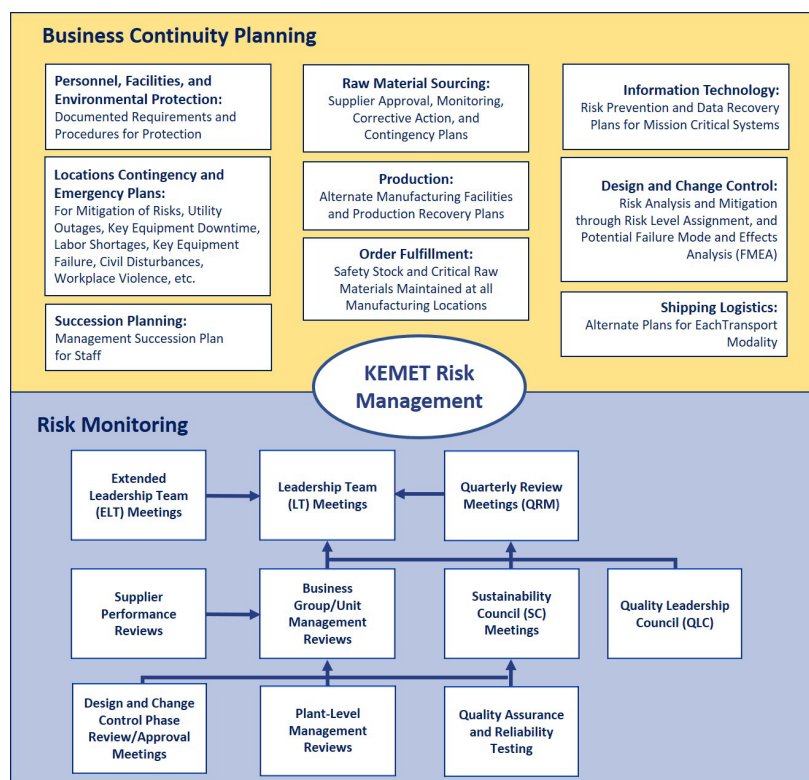 Business Continuity Planning
Personnel, Facilities, and
Environmental Protection:
Documented Requirements and
Procedures for Protection
Locations Contingency and
Emergency Plans:
For Mitigation of Risks, Utility
Outages, Key Equipment Downtime,
Labor Shortages, Key Equipment
Failure, Civil Disturbances,
Workplace Violence, etc.
Succession Planning:
Management Succession Plan
for Staff
Raw Material Sourcing:
Supplier Approval, Monitoring,
Corrective Action, and
Contingency Plans
Production:
Alternate Manufacturing Facilities
and Production Recovery Plans
Order Fulfillment:
Safety Stock and Critical Raw
Materials Maintained at all
Manufacturing Locations
Information Technology:
Risk Prevention and Data Recovery
Plans for Mission Critical Systems
Design and Change Control:
Risk Analysis and Mitigation
through Risk Level Assignment, and
Potential Failure Mode and Effects
Analysis (FMEA)
Shipping Logistics:
Alternate Plans for EachTransport
Modality
KEMET Risk
Management
Risk Monitoring
Extended
Leadership Team
(ELT) Meetings
Leadership Team
(LT) Meetings
Quarterly Review
Meetings (QRM)
Supplier
Performance
Reviews
Business
Group/Unit
Management
Reviews
Sustainability
Council (SC)
Meetings
Quality Leadership
Council (QLC)
Design and Change
Control Phase
Review/Approval
Meetings
Plant-Level
Management
Reviews
Quality Assurance
and Reliability
Testing